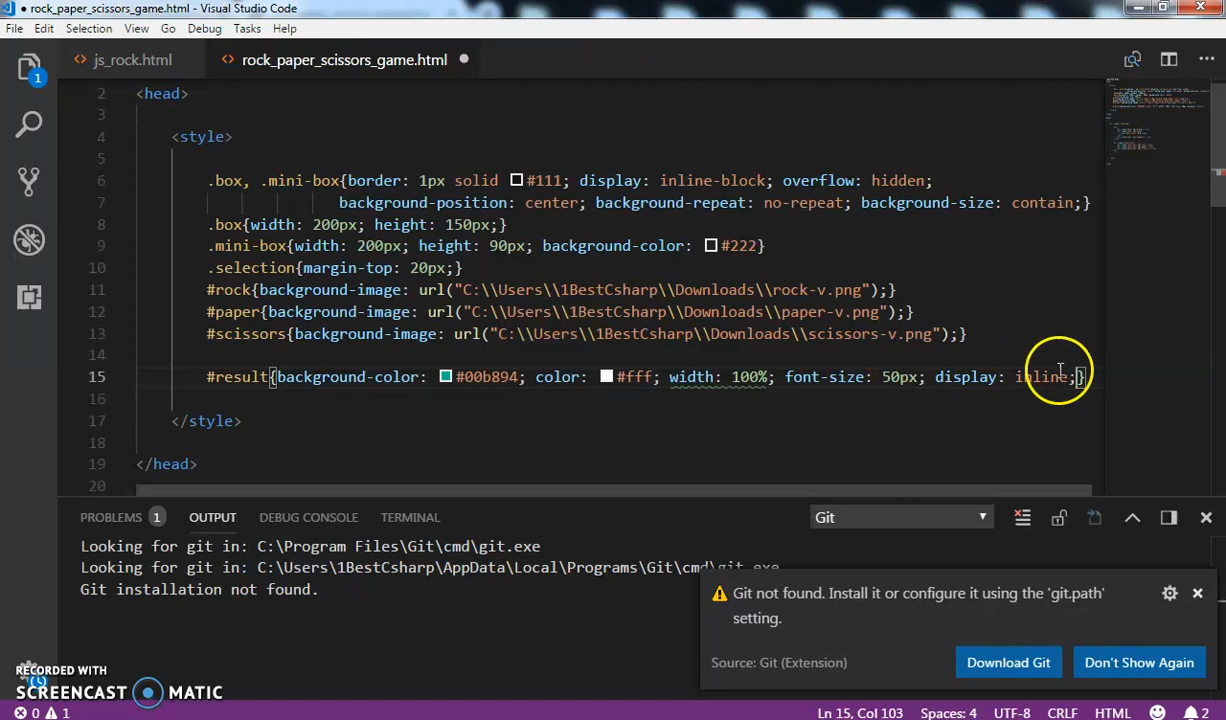 rock_paper_scissors_game.html - Visual Studio Code
File Edit Selection View Go Debug Tasks Help
js_rock.html rock_paper_scissors_game.html
1
2 <head>
3
4 <style>
5
6 .box, .mini-box{border: 1px solid #111; display: inline-block; overflow: hidden;
7 background-position: center; background-repeat: no-repeat; background-size: contain;}
8 .box{width: 200px; height: 150px;}
9 .mini-box{width: 200px; height: 90px; background-color: #222}
10 .selection{margin-top: 20px;}
11 #rock{background-image: url("C:\\Users\\1BestCsharp\\Downloads\\rock-v.png");}
12 #paper{background-image: url("C:\\Users\\1BestCsharp\\Downloads\\paper-v.png");}
13 #scissors{background-image: url("C:\\Users\\1BestCsharp\\Downloads\\scissors-v.png");}
14
15 #result{background-color: #00b894; color: #fff; width: 100%; font-size: 50px; display: inline;}
16
17 </style>
18
19 </head>
20
PROBLEMS 1 OUTPUT DEBUG CONSOLE TERMINAL Git
Looking for git in: C:\Program Files\Git\cmd\git.exe
Looking for git in: C:\Users\1BestCsharp\AppData\Local\Programs\Git\cmd\git.exe
Git installation not found.
Git not found. Install it or configure it using the 'git.path'
setting.
Source: Git (Extension) Download Git Don't Show Again
RECORDED WITH
SCREENCAST MATIC
0 1 Ln 15, Col 103 Spaces: 4 UTF-8 CRLF HTML 2